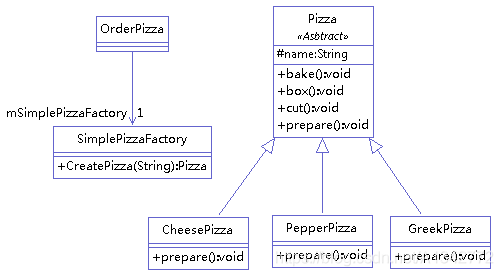 OrderPizza
mSimplePizzaFactory 1
SimplePizzaFactory
+CreatePizza(String):Pizza
Pizza
«Asbtract»
#name:String
+bake():void
+box():void
+cut():void
+prepare():void
CheesePizza
+prepare():void
PepperPizza
+prepare():void
GreekPizza
+prepare():void